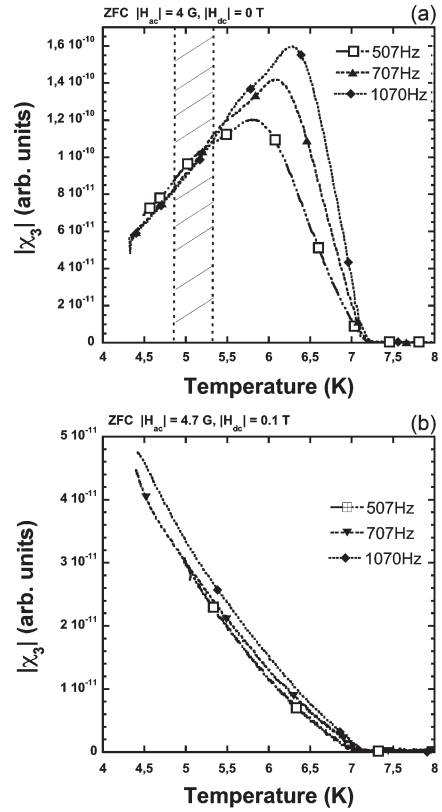 ZFC |Hac| = 4 G, |Hdc| = 0 T (a)
1,6 10⁻¹⁰
1,4 10⁻¹⁰
1,2 10⁻¹⁰
1 10⁻¹⁰
8 10⁻¹¹
6 10⁻¹¹
4 10⁻¹¹
2 10⁻¹¹
0
|χ₃| (arb. units)
507Hz
707Hz
1070Hz
4 4,5 5 5,5 6 6,5 7 7,5 8
Temperature (K)
ZFC |Hac| = 4.7 G, |Hdc| = 0.1 T (b)
5 10⁻¹¹
4 10⁻¹¹
3 10⁻¹¹
2 10⁻¹¹
1 10⁻¹¹
0
|χ₃| (arb. units)
507Hz
707Hz
1070Hz
4 4,5 5 5,5 6 6,5 7 7,5 8
Temperature (K)